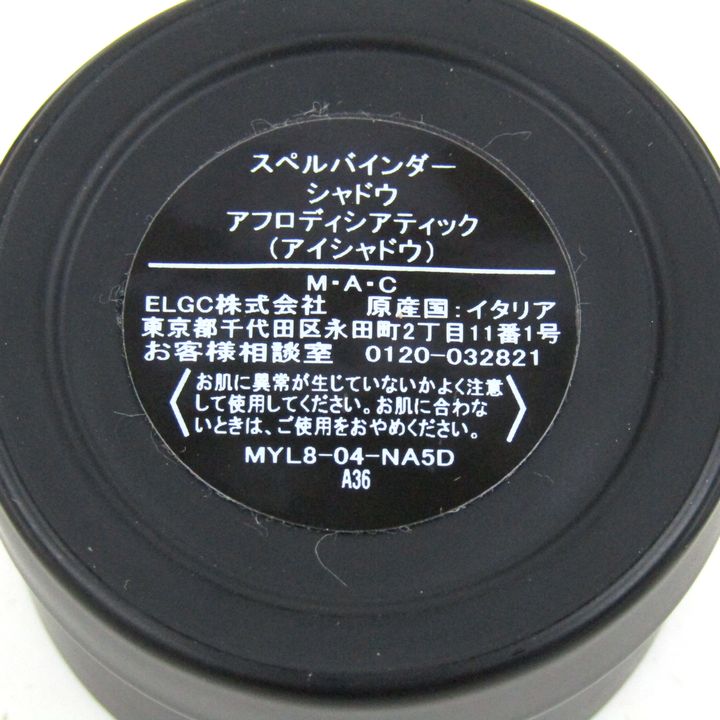 スペルバインダー
シャドウ
アフロディシアティック
(アイシャドウ)
M・A・C
ELGC株式会社 原産国:イタリア
東京都千代田区永田町2丁目11番1号
お客様相談室 0120-032821
〈お肌に異常が生じていないかよく注意
して使用してください。お肌に合わな
いときは、ご使用をおやめください。〉
MYL8-04-NA5D
A36